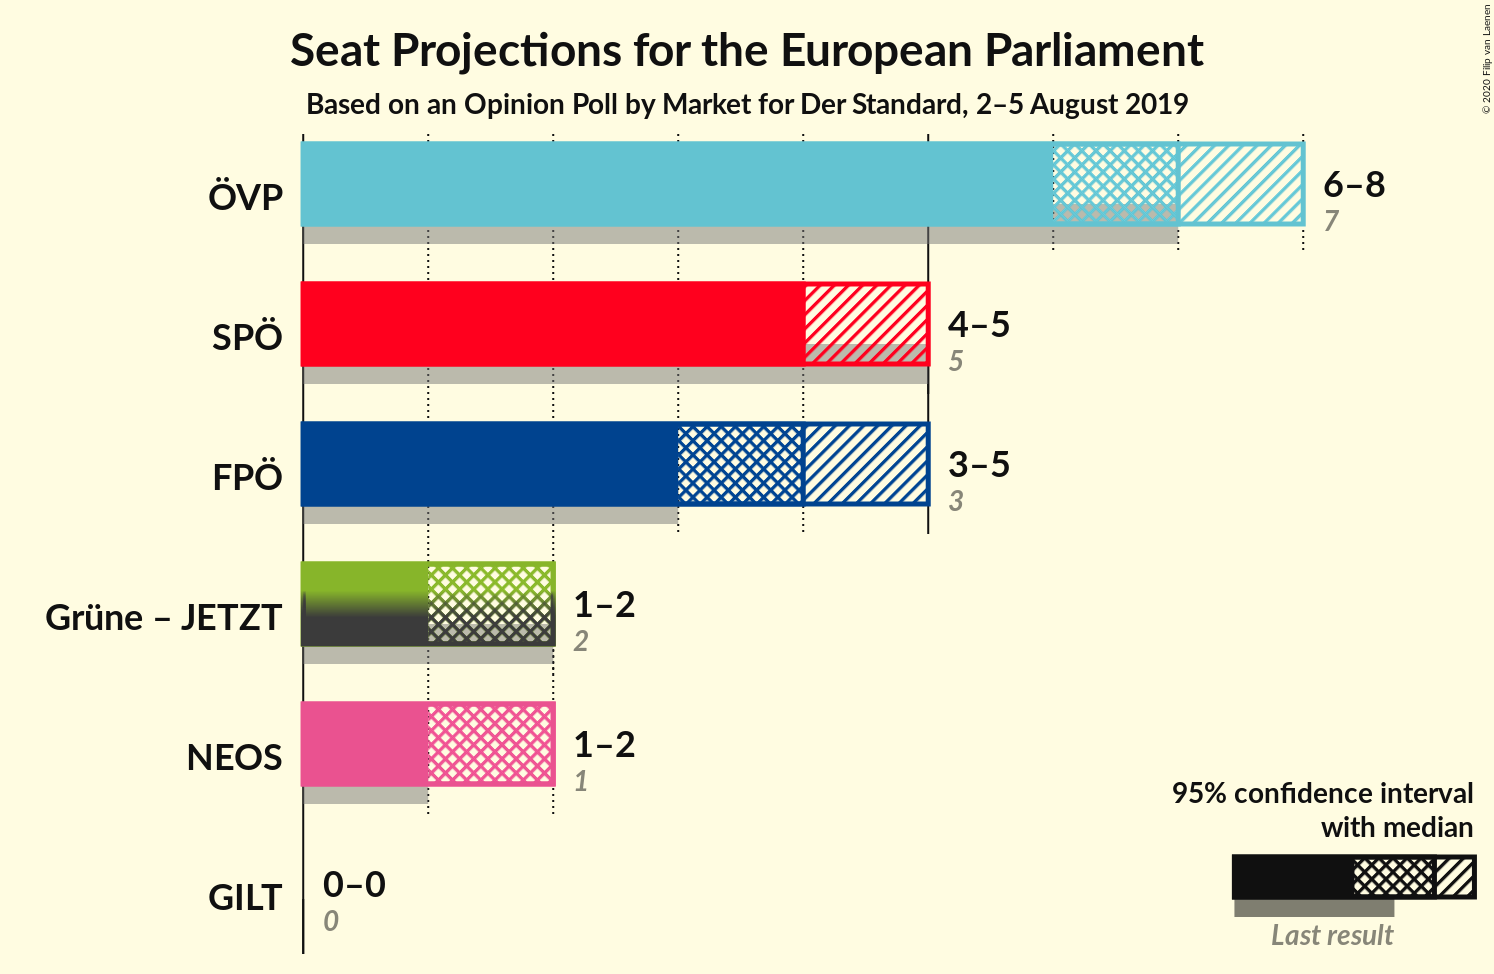 Seat Projections for the European Parliament
Based on an Opinion Poll by Market for Der Standard, 2–5 August 2019
© 2020 Filip van Laenen
ÖVP
6–8
7
SPÖ
4–5
5
FPÖ
3–5
3
Grüne – JETZT
1–2
2
NEOS
1–2
1
GILT
0–0
0
95% confidence interval
with median
Last result